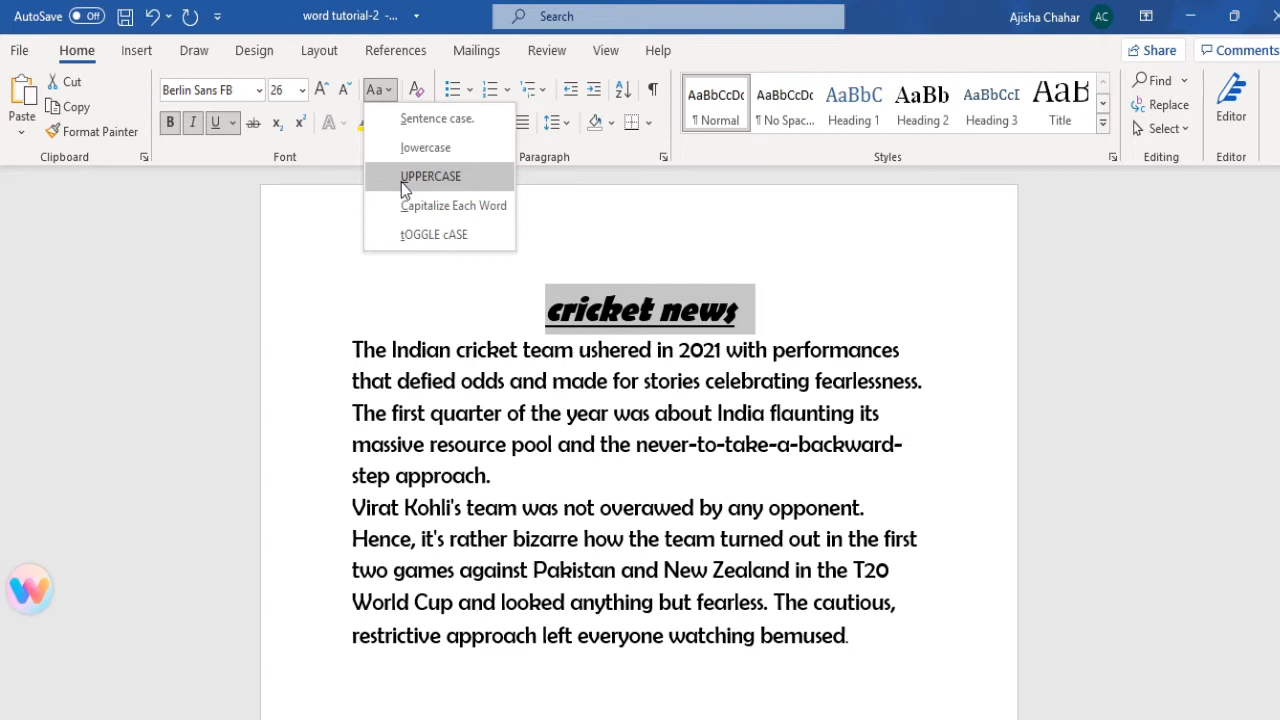 AutoSave Off word tutorial-2 -... Search Ajisha Chahar AC
File Home Insert Draw Design Layout References Mailings Review View Help Share Comments
Paste Cut Copy Format Painter
Clipboard
Berlin Sans FB 26 Aa
B I U ab x₂ x² A
Font
Sentence case.
lowercase
UPPERCASE
Capitalize Each Word
tOGGLE cASE
Paragraph
AaBbCcDc AaBbCcDc AaBbC AaBb AaBbCcI AaB
¶ Normal ¶ No Spac... Heading 1 Heading 2 Heading 3 Title
Styles
Find
Replace
Select
Editing
Editor
Editor
cricket news
The Indian cricket team ushered in 2021 with performances
that defied odds and made for stories celebrating fearlessness.
The first quarter of the year was about India flaunting its
massive resource pool and the never-to-take-a-backward-
step approach.
Virat Kohli's team was not overawed by any opponent.
Hence, it's rather bizarre how the team turned out in the first
two games against Pakistan and New Zealand in the T20
World Cup and looked anything but fearless. The cautious,
restrictive approach left everyone watching bemused.